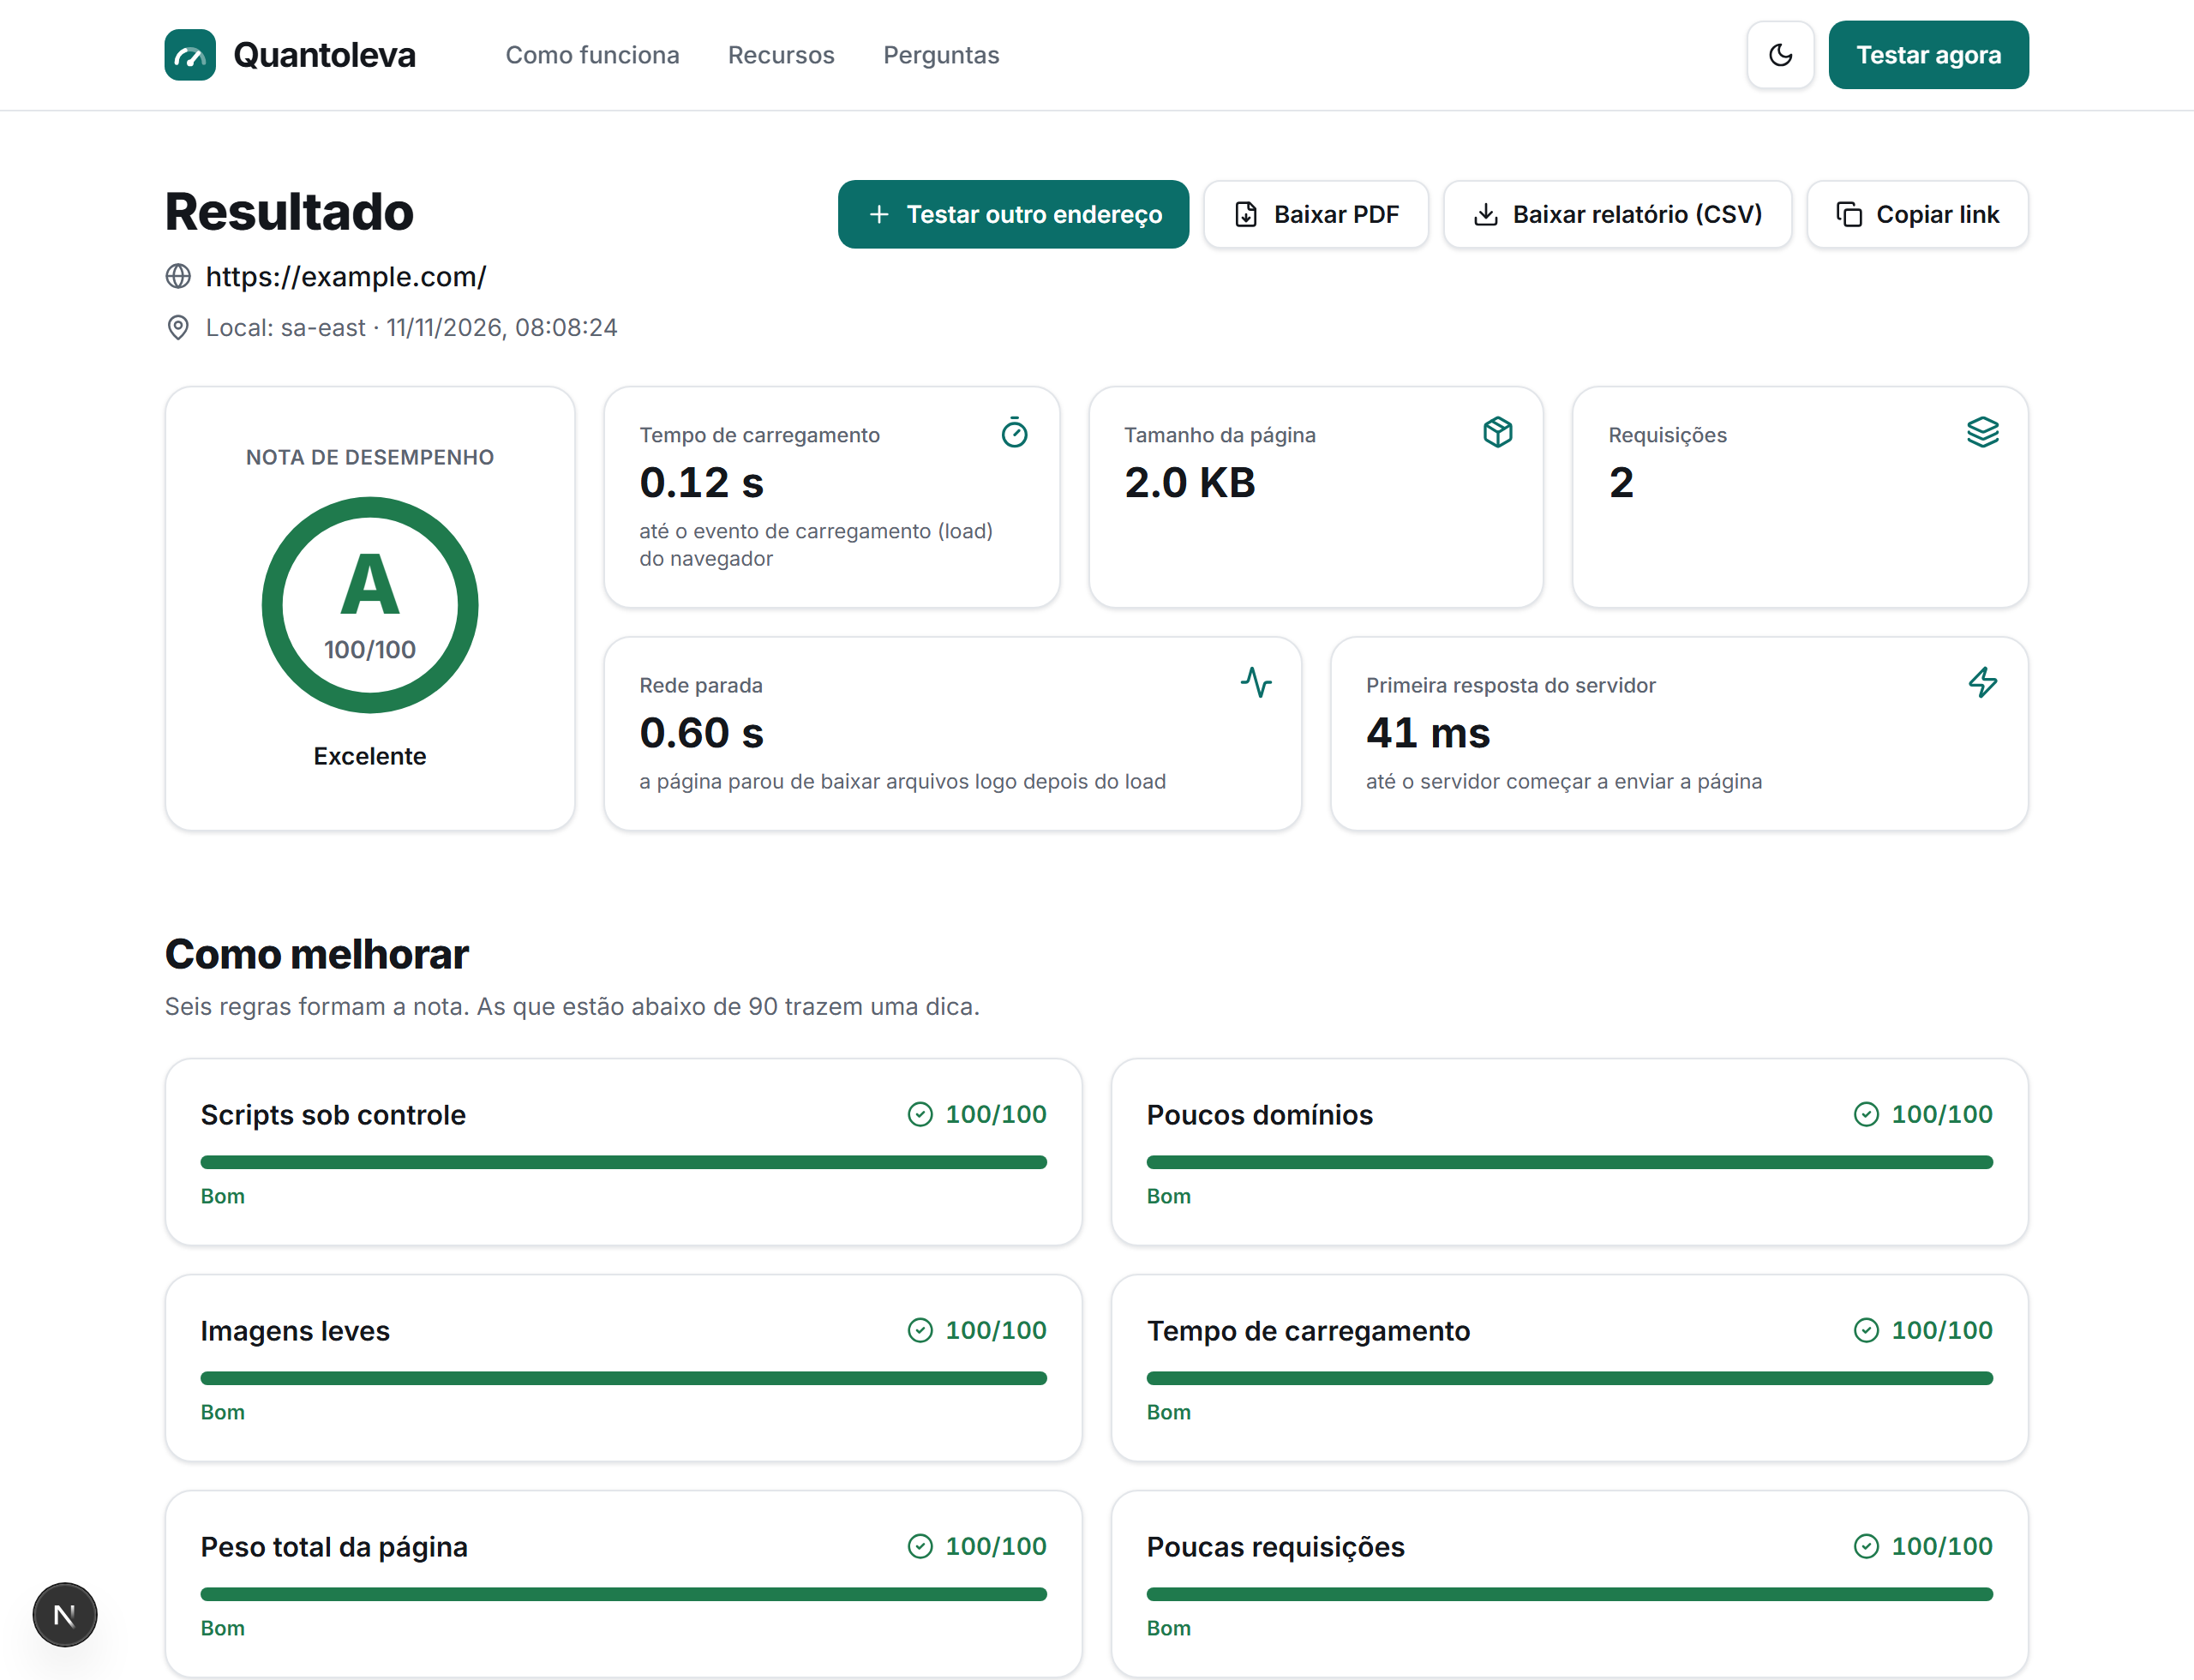 Quantoleva
Como funciona
Recursos
Perguntas
Testar agora
Resultado
Testar outro endereço
Baixar PDF
Baixar relatório (CSV)
Copiar link
https://example.com/
Local: sa-east · 11/11/2026, 08:08:24
NOTA DE DESEMPENHO
A
100/100
Excelente
Tempo de carregamento
0.12 s
até o evento de carregamento (load)
do navegador
Tamanho da página
2.0 KB
Requisições
2
Rede parada
0.60 s
a página parou de baixar arquivos logo depois do load
Primeira resposta do servidor
41 ms
até o servidor começar a enviar a página
Como melhorar
Seis regras formam a nota. As que estão abaixo de 90 trazem uma dica.
Scripts sob controle
100/100
Bom
Poucos domínios
100/100
Bom
Imagens leves
100/100
Bom
Tempo de carregamento
100/100
Bom
Peso total da página
100/100
Bom
Poucas requisições
100/100
Bom
N